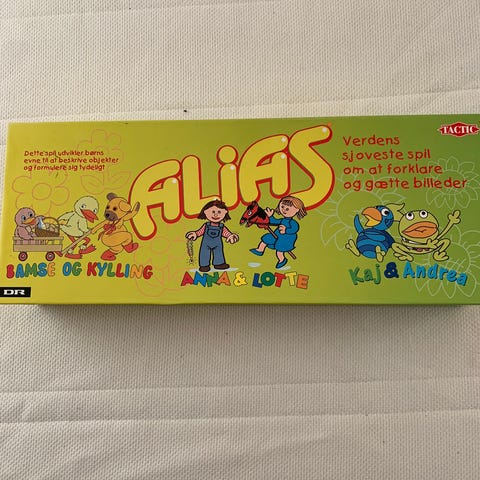 Dette spil udvikler børns
evne til at beskrive objekter
og formulere sig tydeligt
ALiAS
Verdens
sjoveste spil
om at forklare
og gætte billeder
TACTIC
BAMSE OG KYLLING
ANNA & LOTTE
Kaj & Andrea
DR